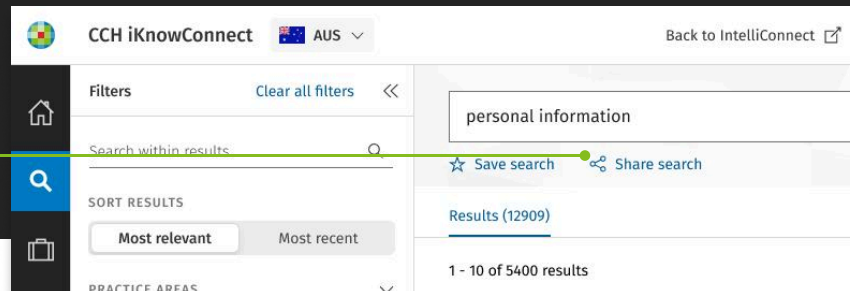 CCH iKnowConnect
AUS
Back to IntelliConnect
Filters
Clear all filters
personal information
Search within results
Save search
Share search
SORT RESULTS
Most relevant
Most recent
Results (12909)
1 - 10 of 5400 results
PRACTICE AREAS